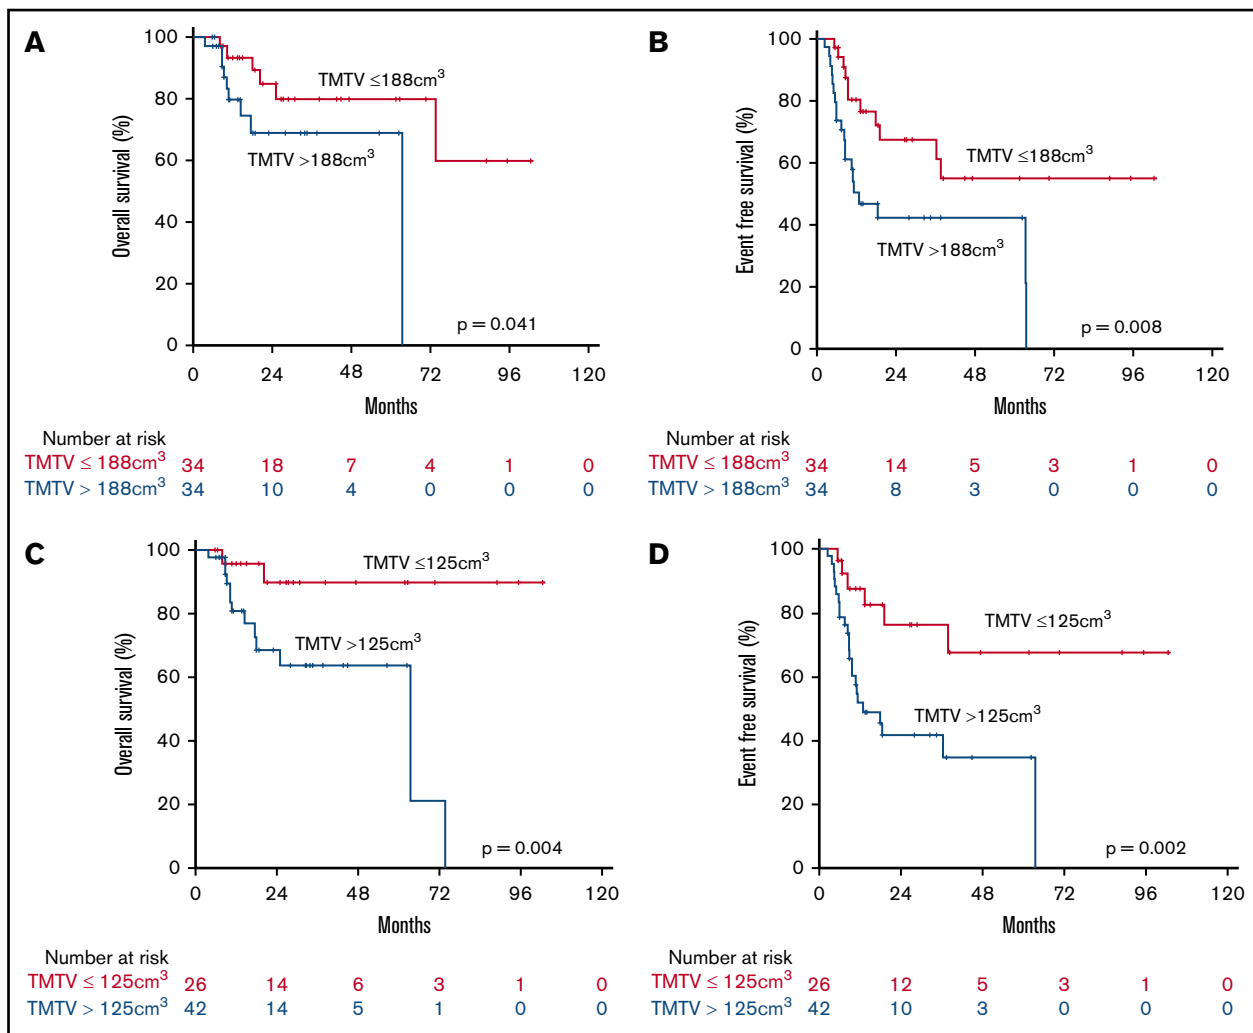 A
Overall survival (%)
100
80
60
40
20
0
TMTV ≤188cm³
TMTV >188cm³
p = 0.041
0 24 48 72 96 120
Months
Number at risk
TMTV ≤ 188cm³ 34 18 7 4 1 0
TMTV > 188cm³ 34 10 4 0 0 0
B
Event free survival (%)
100
80
60
40
20
0
TMTV ≤188cm³
TMTV >188cm³
p = 0.008
0 24 48 72 96 120
Months
Number at risk
TMTV ≤ 188cm³ 34 14 5 3 1 0
TMTV > 188cm³ 34 8 3 0 0 0
C
Overall survival (%)
100
80
60
40
20
0
TMTV ≤125cm³
TMTV >125cm³
p = 0.004
0 24 48 72 96 120
Months
Number at risk
TMTV ≤ 125cm³ 26 14 6 3 1 0
TMTV > 125cm³ 42 14 5 1 0 0
D
Event free survival (%)
100
80
60
40
20
0
TMTV ≤125cm³
TMTV >125cm³
p = 0.002
0 24 48 72 96 120
Months
Number at risk
TMTV ≤ 125cm³ 26 12 5 3 1 0
TMTV > 125cm³ 42 10 3 0 0 0